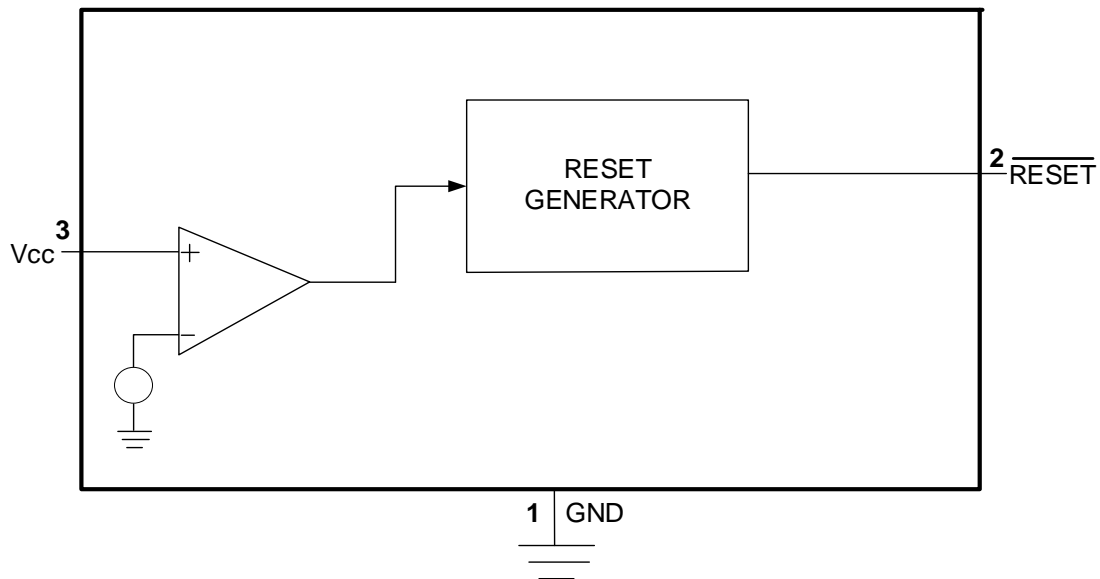 RESET
GENERATOR
2
RESET
3
Vcc
+
−
1 GND